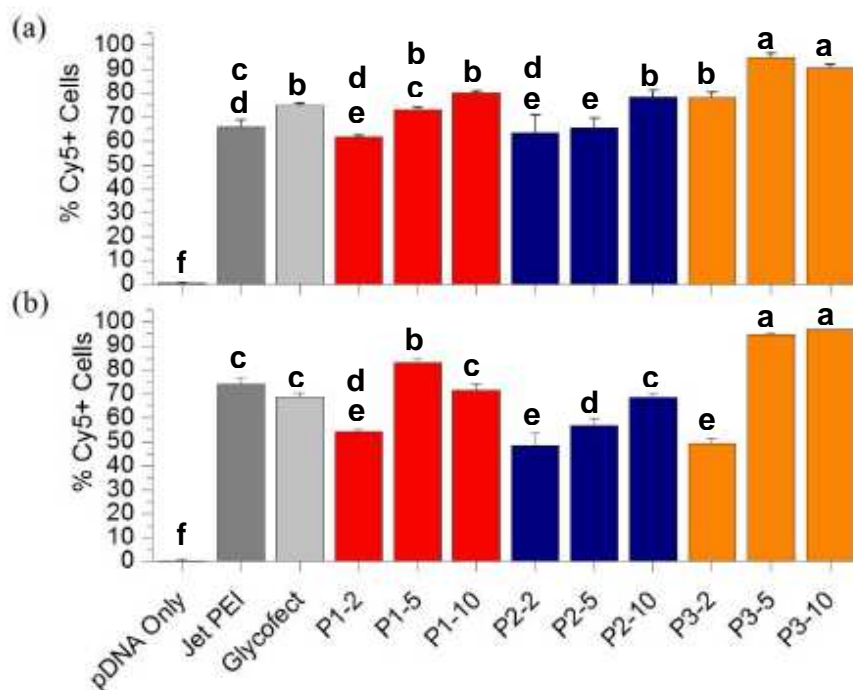 (a)
% Cy5+ Cells
100
90
80
70
60
50
40
30
20
10
0
f
c
d
b
d
e
b
c
b
d
e
e
b
b
a
a
(b)
% Cy5+ Cells
100
90
80
70
60
50
40
30
20
10
0
f
c
c
d
e
b
c
e
d
c
e
a
a
pDNA Only
Jet PEI
Glycofect
P1-2
P1-5
P1-10
P2-2
P2-5
P2-10
P3-2
P3-5
P3-10